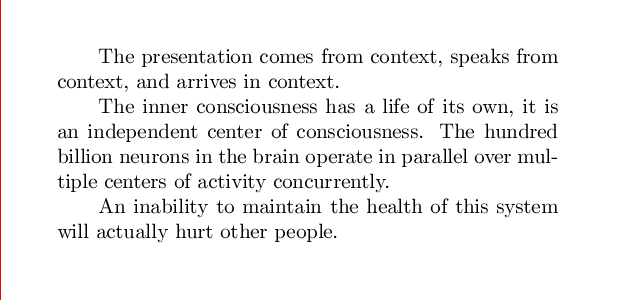 The presentation comes from context, speaks from
context, and arrives in context.
The inner consciousness has a life of its own, it is
an independent center of consciousness. The hundred
billion neurons in the brain operate in parallel over mul-
tiple centers of activity concurrently.
An inability to maintain the health of this system
will actually hurt other people.